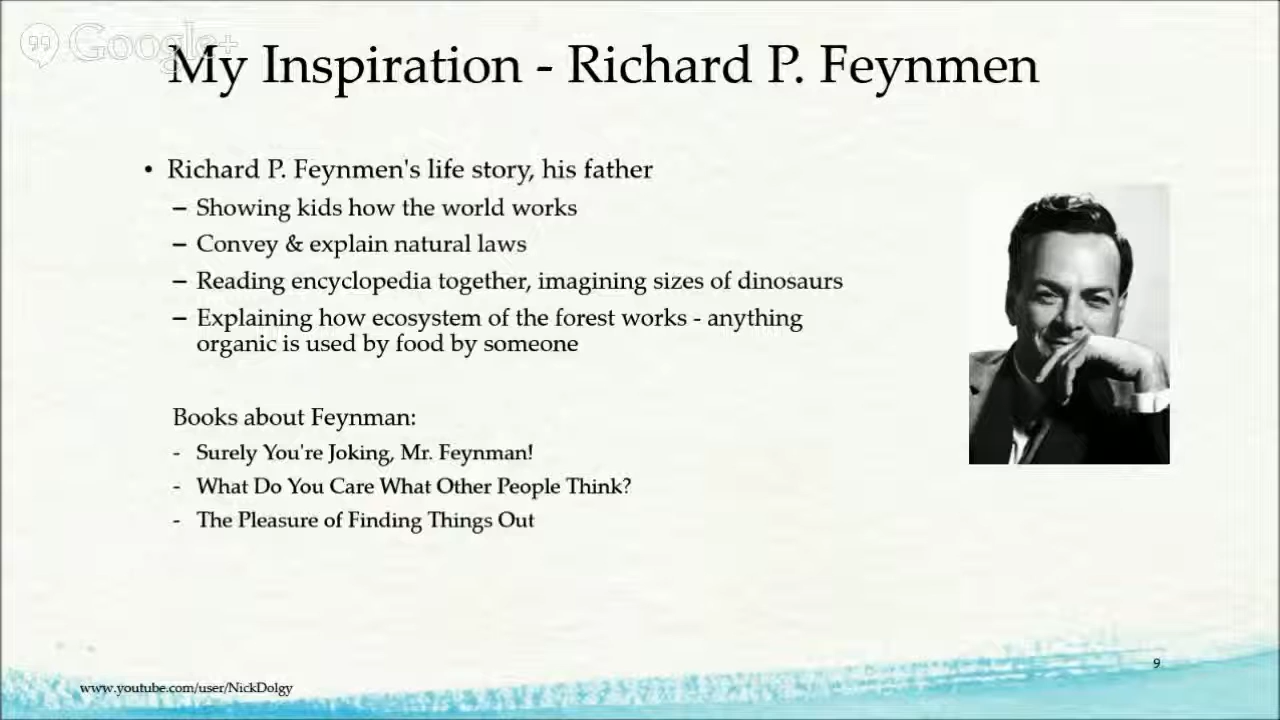 Google+
My Inspiration - Richard P. Feynmen
• Richard P. Feynmen's life story, his father
– Showing kids how the world works
– Convey & explain natural laws
– Reading encyclopedia together, imagining sizes of dinosaurs
– Explaining how ecosystem of the forest works - anything
organic is used by food by someone
Books about Feynman:
- Surely You're Joking, Mr. Feynman!
- What Do You Care What Other People Think?
- The Pleasure of Finding Things Out
9
www.youtube.com/user/NickDolgy